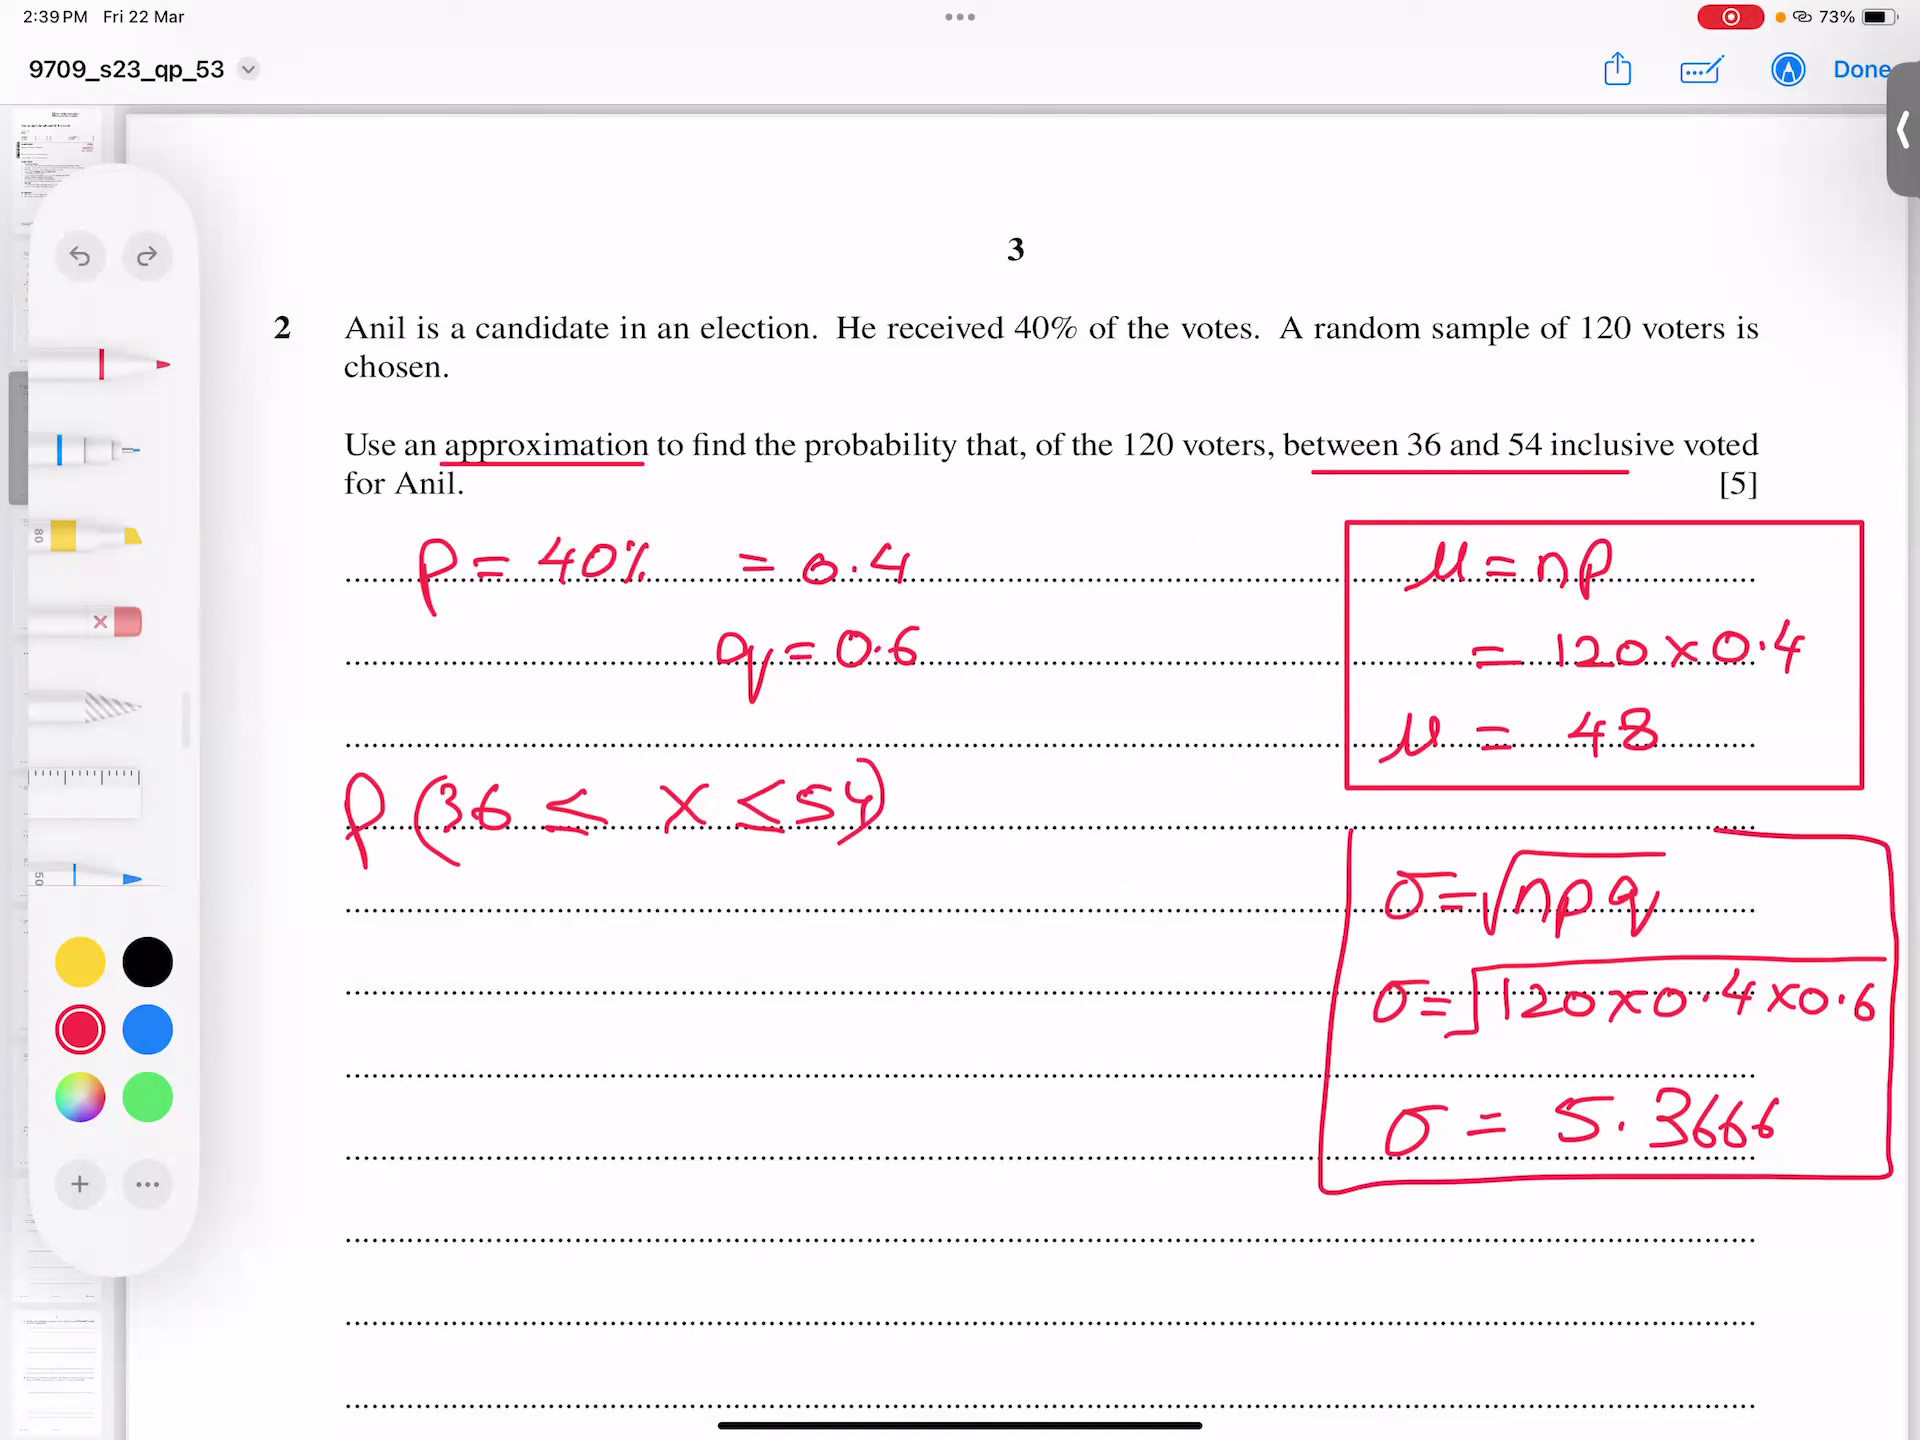 2:39 PM Fri 22 Mar
73%
9709_s23_qp_53
Done
3
2 Anil is a candidate in an election. He received 40% of the votes. A random sample of 120 voters is
chosen.
Use an approximation to find the probability that, of the 120 voters, between 36 and 54 inclusive voted
for Anil. [5]
p = 40% = 0.4
q = 0.6
μ = np
= 120 × 0.4
μ = 48
P(36 ≤ X ≤ 54)
σ = √npq
σ = √120 × 0.4 × 0.6
σ = 5.3666
80
50